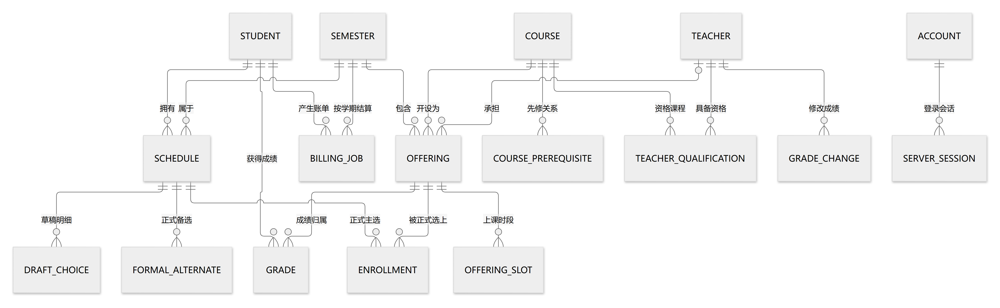 STUDENT
SEMESTER
COURSE
TEACHER
ACCOUNT
拥有
属于
产生账单
按学期结算
包含
开设为
承担
先修关系
资格课程
具备资格
修改成绩
登录会话
SCHEDULE
获得成绩
BILLING_JOB
OFFERING
COURSE_PREREQUISITE
TEACHER_QUALIFICATION
GRADE_CHANGE
SERVER_SESSION
草稿明细
正式备选
成绩归属
正式主选
被正式选上
上课时段
DRAFT_CHOICE
FORMAL_ALTERNATE
GRADE
ENROLLMENT
OFFERING_SLOT